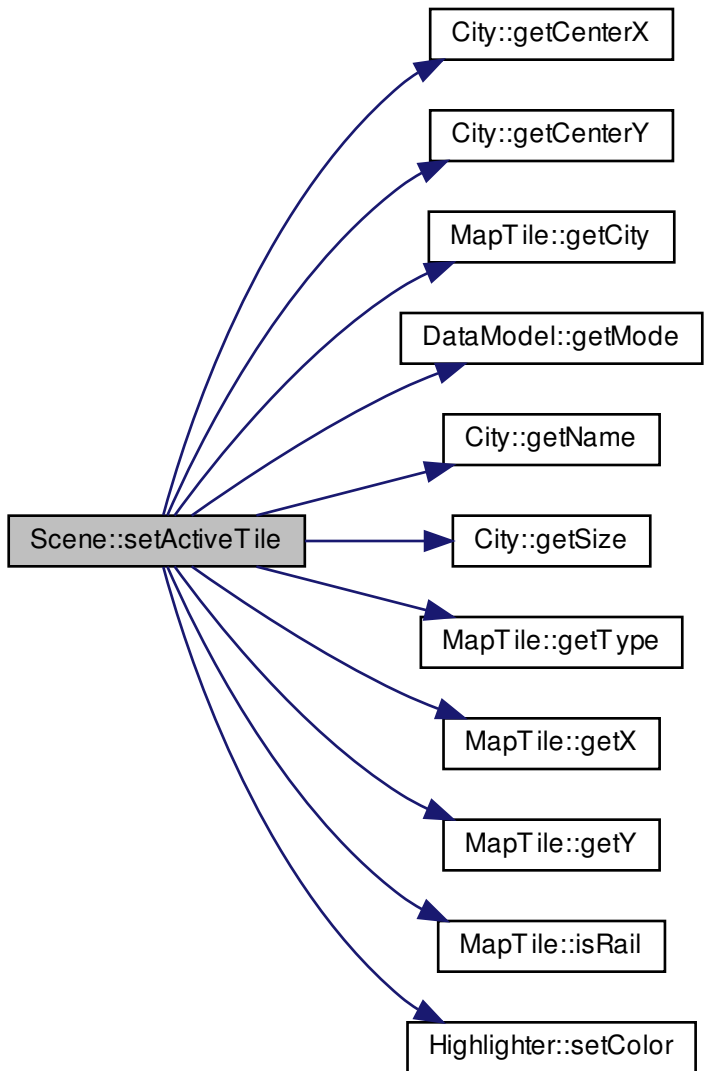 City::getCenterX
City::getCenterY
MapTile::getCity
DataModel::getMode
City::getName
Scene::setActiveTile
City::getSize
MapTile::getType
MapTile::getX
MapTile::getY
MapTile::isRail
Highlighter::setColor